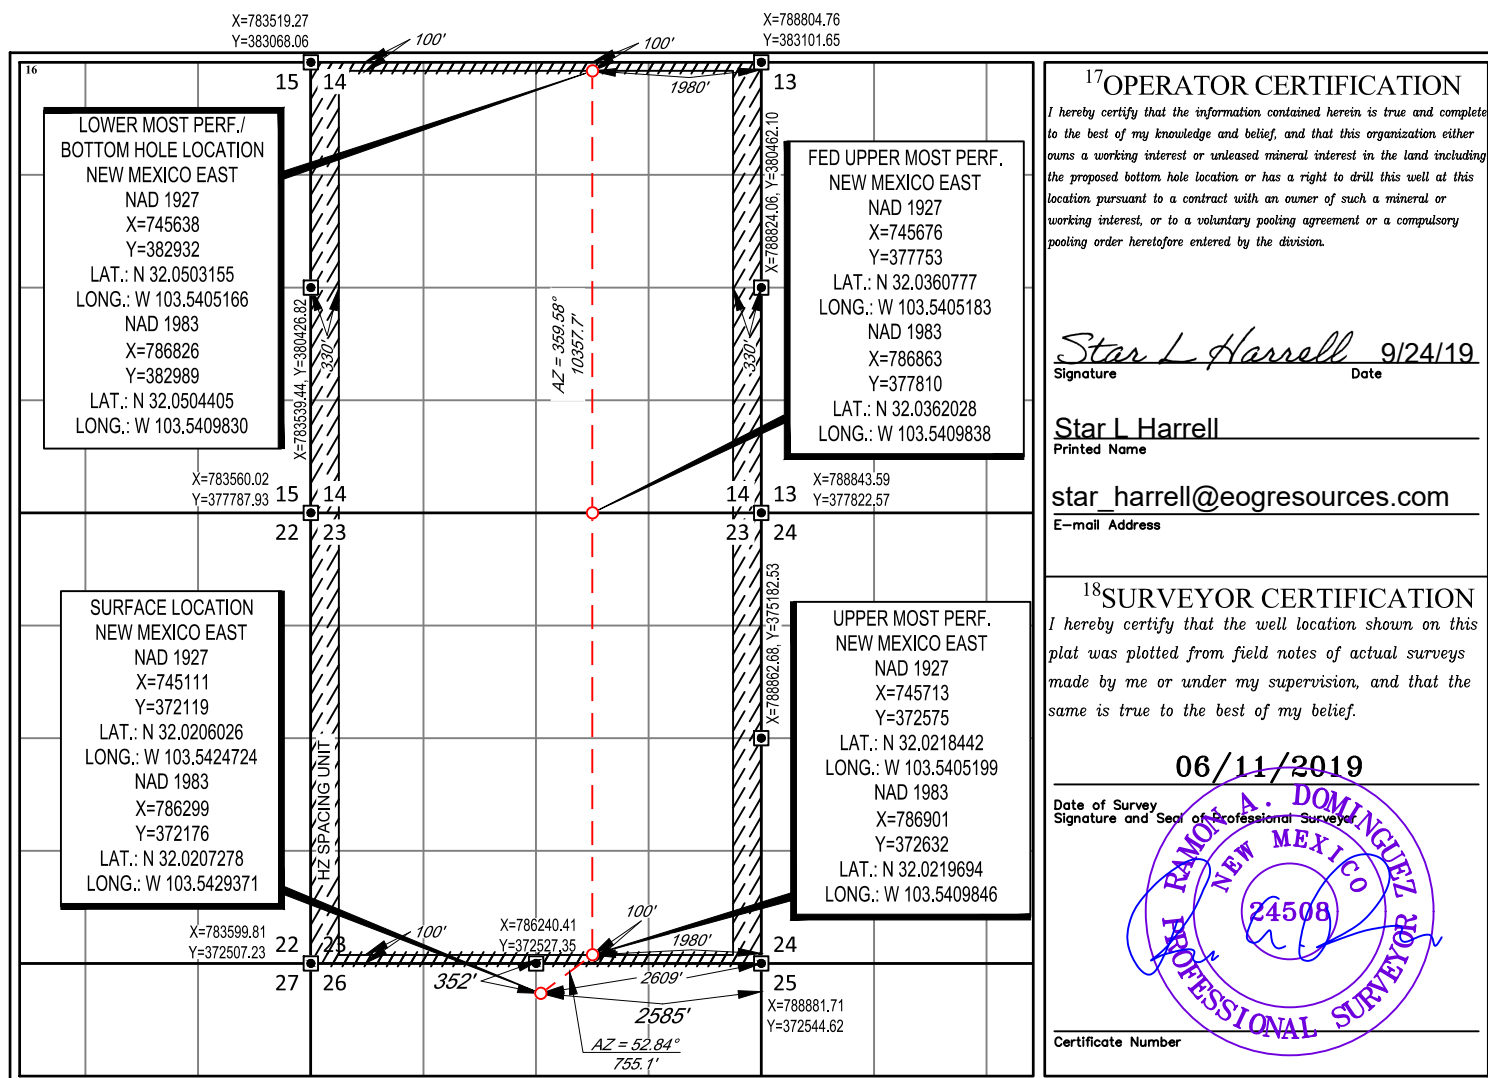 X=783519.27
Y=383068.06
X=788804.76
Y=383101.65
100'
100'
16
15
14
13
1980'
LOWER MOST PERF./
BOTTOM HOLE LOCATION
NEW MEXICO EAST
NAD 1927
X=745638
Y=382932
LAT.: N 32.0503155
LONG.: W 103.5405166
NAD 1983
X=786826
Y=382989
LAT.: N 32.0504405
LONG.: W 103.5409830
FED UPPER MOST PERF.
NEW MEXICO EAST
NAD 1927
X=745676
Y=377753
LAT.: N 32.0360777
LONG.: W 103.5405183
NAD 1983
X=786863
Y=377810
LAT.: N 32.0362028
LONG.: W 103.5409838
X=788824.06, Y=380462.10
X=783539.44, Y=380426.82
330'
330'
AZ = 359.58°
10357.7'
X=783560.02
Y=377787.93
X=788843.59
Y=377822.57
15
14
14
13
22
23
23
24
SURFACE LOCATION
NEW MEXICO EAST
NAD 1927
X=745111
Y=372119
LAT.: N 32.0206026
LONG.: W 103.5424724
NAD 1983
X=786299
Y=372176
LAT.: N 32.0207278
LONG.: W 103.5429371
UPPER MOST PERF.
NEW MEXICO EAST
NAD 1927
X=745713
Y=372575
LAT.: N 32.0218442
LONG.: W 103.5405199
NAD 1983
X=786901
Y=372632
LAT.: N 32.0219694
LONG.: W 103.5409846
X=788862.68, Y=375182.53
HZ SPACING UNIT
X=783599.81
Y=372507.23
X=786240.41
Y=372527.35
100'
100'
1980'
22
23
24
27
26
25
352'
2609'
2585'
X=788881.71
Y=372544.62
AZ = 52.84°
755.1'
17 OPERATOR CERTIFICATION
I hereby certify that the information contained herein is true and complete
to the best of my knowledge and belief, and that this organization either
owns a working interest or unleased mineral interest in the land including
the proposed bottom hole location or has a right to drill this well at this
location pursuant to a contract with an owner of such a mineral or
working interest, or to a voluntary pooling agreement or a compulsory
pooling order heretofore entered by the division.
Star L Harrell 9/24/19
Signature Date
Star L Harrell
Printed Name
star_harrell@eogresources.com
E-mail Address
18 SURVEYOR CERTIFICATION
I hereby certify that the well location shown on this
plat was plotted from field notes of actual surveys
made by me or under my supervision, and that the
same is true to the best of my belief.
06/11/2019
Date of Survey
Signature and Seal of Professional Surveyor
RAMON A. DOMINGUEZ
NEW MEXICO
24508
PROFESSIONAL SURVEYOR
Certificate Number